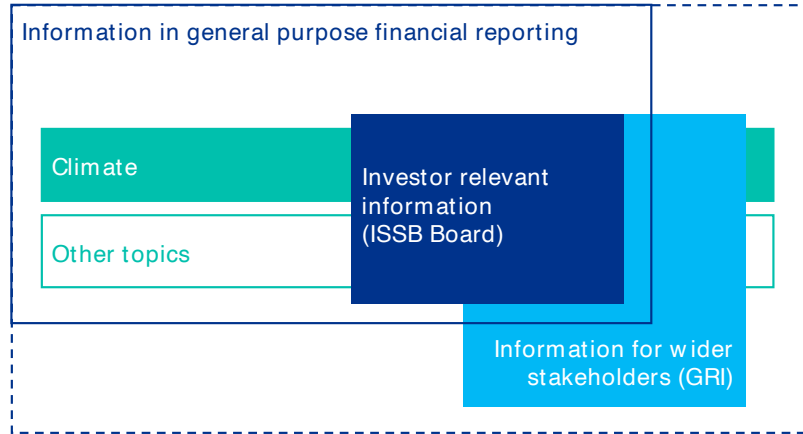 Information in general purpose financial reporting
Climate
Investor relevant
information
(ISSB Board)
Other topics
Information for wider
stakeholders (GRI)